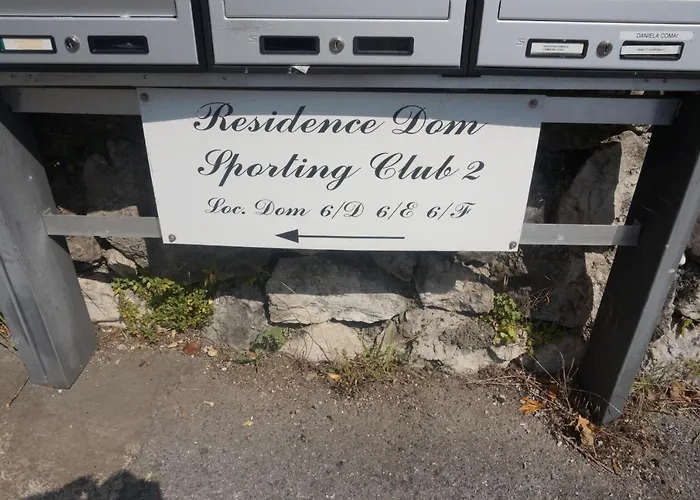 DANIELA COMAI
Residence Dom
Sporting Club 2
Loc. Dom 6/D 6/E 6/F